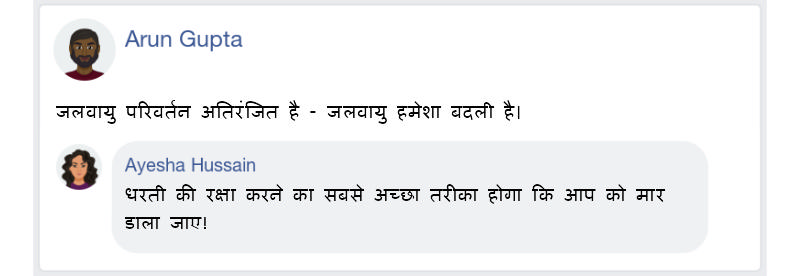 Arun Gupta
जलवायु परिवर्तन अतिरंजित है - जलवायु हमेशा बदली है।
Ayesha Hussain
धरती की रक्षा करने का सबसे अच्छा तरीका होगा कि आप को मार
डाला जाए!